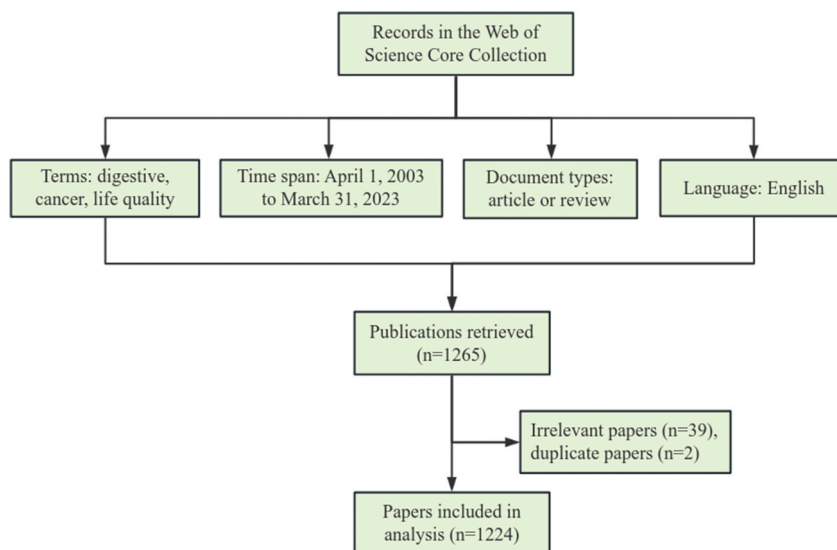 Records in the Web of
Science Core Collection
Terms: digestive,
cancer, life quality
Time span: April 1, 2003
to March 31, 2023
Document types:
article or review
Language: English
Publications retrieved
(n=1265)
Irrelevant papers (n=39),
duplicate papers (n=2)
Papers included in
analysis (n=1224)